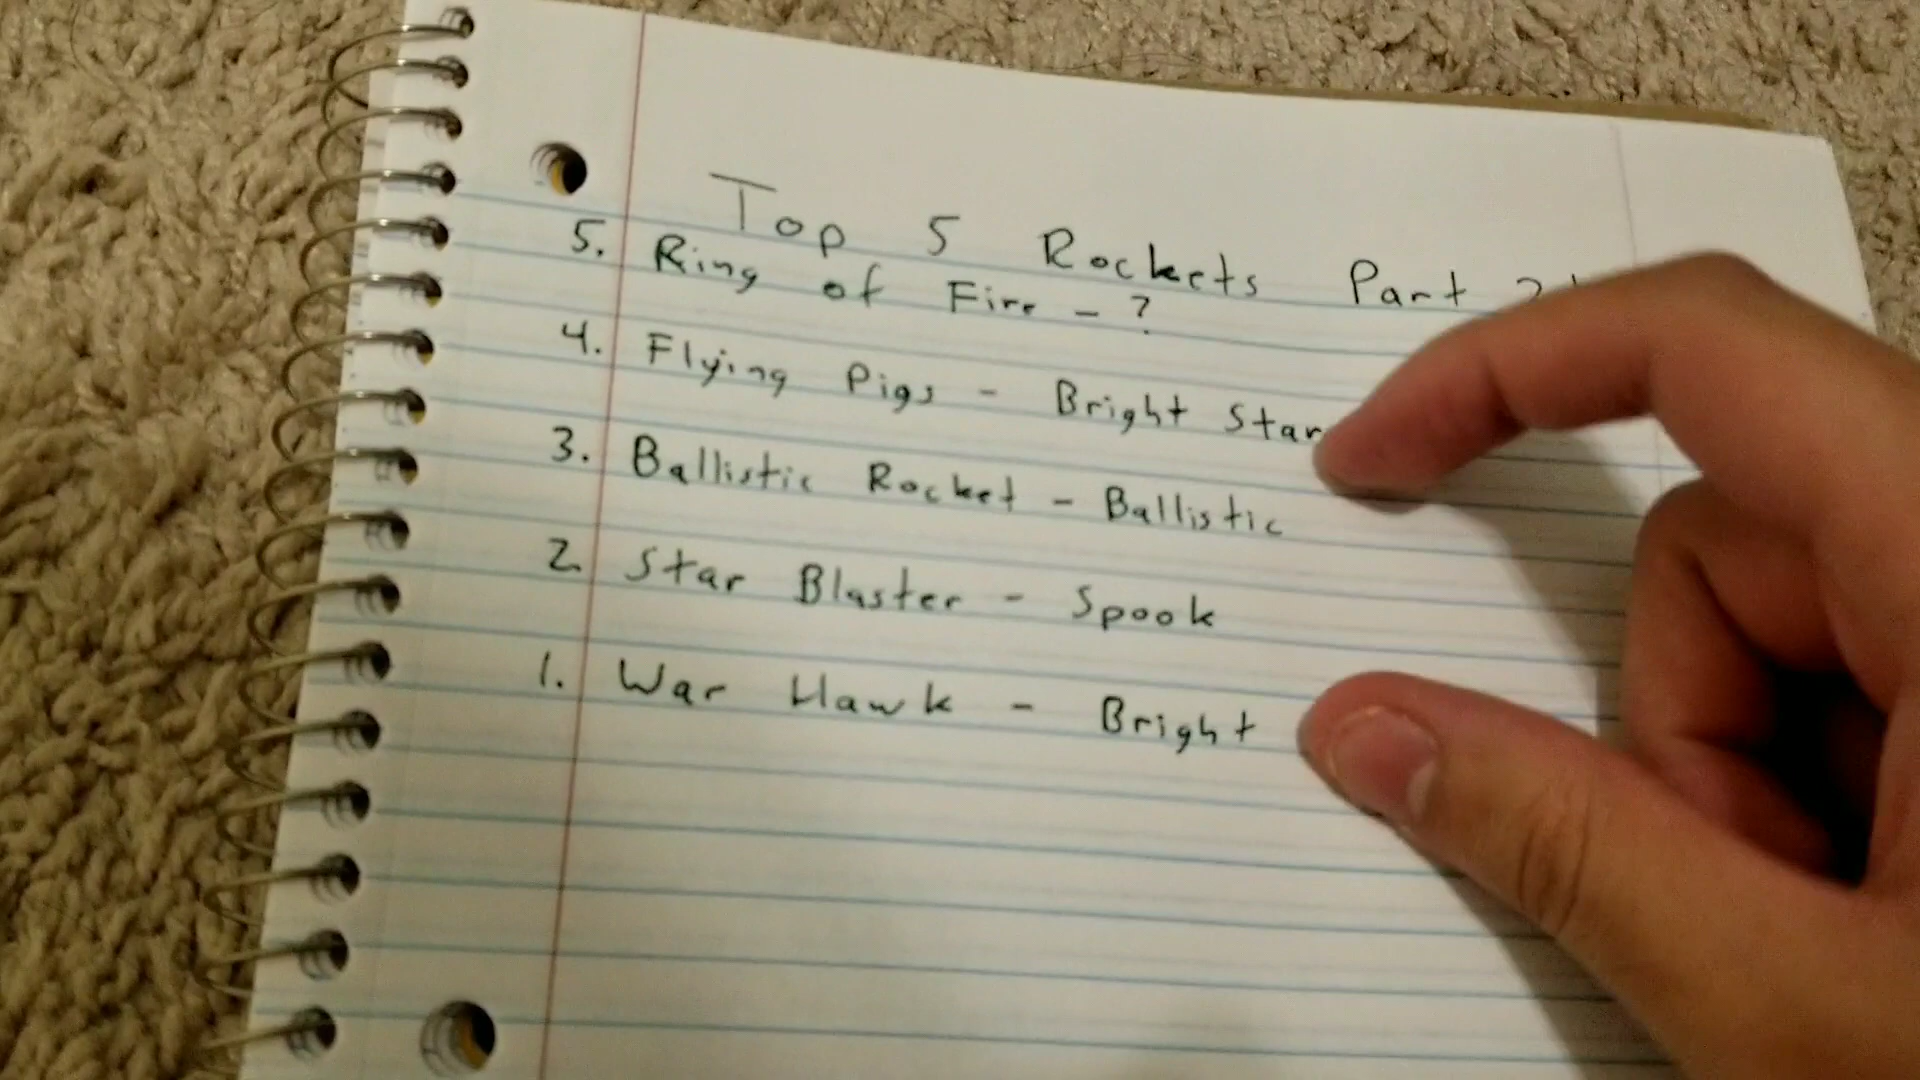 Top 5 Rockets Part
5. Ring of Fire - ?
4. Flying Pigs - Bright Star
3. Ballistic Rocket - Ballistic
2. Star Blaster - Spook
1. War Hawk - Bright